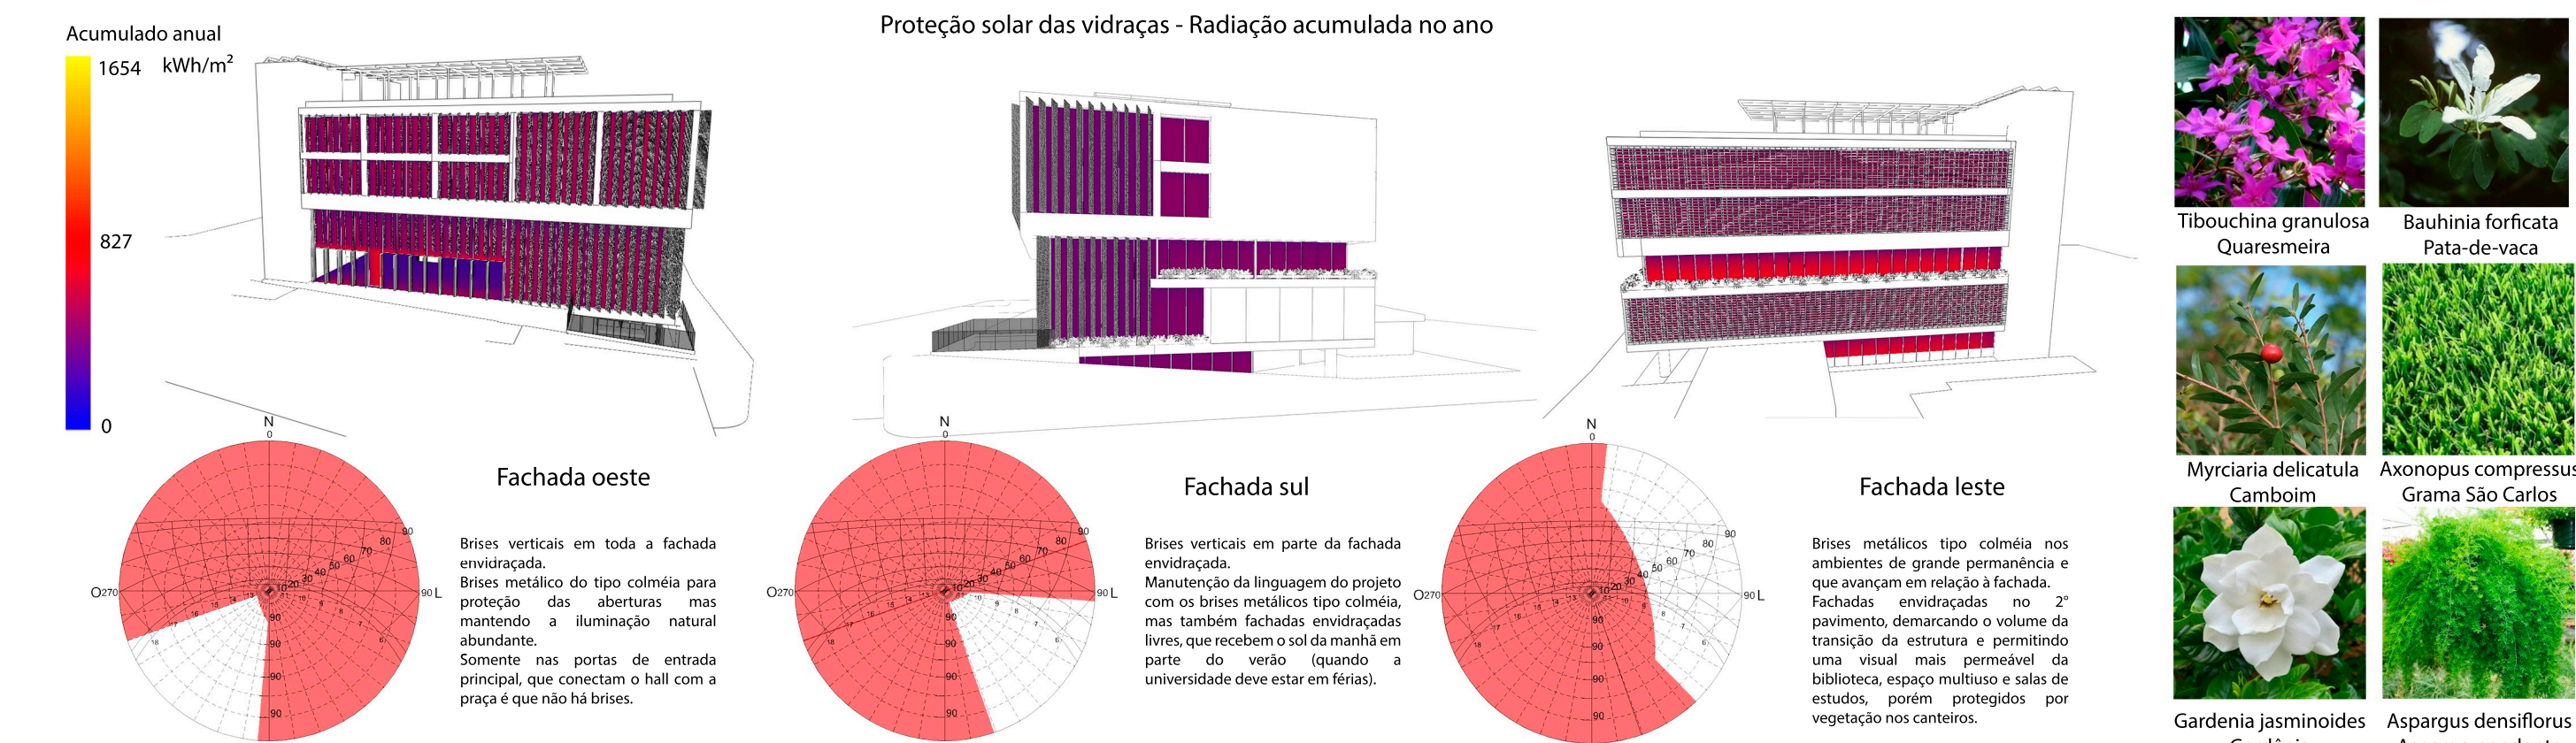 Proteção solar das vidraças - Radiação acumulada no ano
Acumulado anual
1654 kWh/m²
827
0
Fachada oeste
Brises verticais em toda a fachada
envidraçada.
Brises metálico do tipo colméia para
proteção das aberturas mas
mantendo a iluminação natural
abundante.
Somente nas portas de entrada
principal, que conectam o hall com a
praça é que não há brises.
N
0
O270
90 L
Fachada sul
Brises verticais em parte da fachada
envidraçada.
Manutenção da linguagem do projeto
com os brises metálicos tipo colméia,
mas também fachadas envidraçadas
livres, que recebem o sol da manhã em
parte do verão (quando a
universidade deve estar em férias).
N
0
O270
90 L
Fachada leste
Brises metálicos tipo colméia nos
ambientes de grande permanência e
que avançam em relação à fachada.
Fachadas envidraçadas no 2°
pavimento, demarcando o volume da
transição da estrutura e permitindo
uma visual mais permeável da
biblioteca, espaço multiuso e salas de
estudos, porém protegidos por
vegetação nos canteiros.
N
0
O270
90 L
Tibouchina granulosa
Quaresmeira
Bauhinia forficata
Pata-de-vaca
Myrciaria delicatula
Camboim
Axonopus compressus
Grama São Carlos
Gardenia jasminoides
Aspargus densiflorus